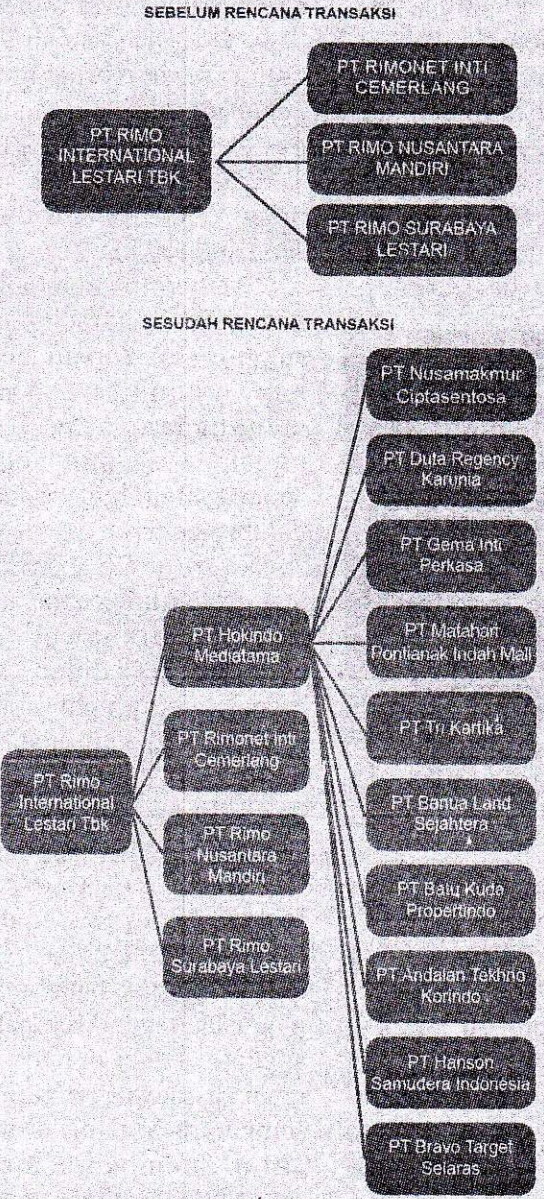 SEBELUM RENCANA TRANSAKSI
PT RIMO
INTERNATIONAL
LESTARI TBK
PT RIMONET INTI
CEMERLANG
PT RIMO NUSANTARA
MANDIRI
PT RIMO SURABAYA
LESTARI
SESUDAH RENCANA TRANSAKSI
PT Rimo
International
Lestari Tbk
PT Hokindo
Mediatama
PT Rimonet Inti
Cemerlang
PT Rimo
Nusantara
Mandiri
PT Rimo
Surabaya Lestari
PT Nusamakmur
Ciptasentosa
PT Duta Regency
Karunia
PT Gema Inti
Perkasa
PT Matahari
Pontianak Indah Mall
PT Tri Kartika
PT Banua Land
Sejahtera
PT Batu Kuda
Propertindo
PT Andalan Tekhno
Korindo
PT Hanson
Samudera Indonesia
PT Bravo Target
Selaras